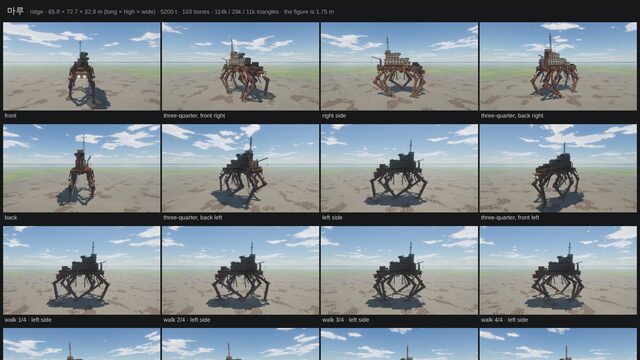 마루 ridge · 65.8 × 72.7 × 32.9 m (long × high × wide) · 5200 t · 103 bones · 114k / 29k / 11k triangles · the figure is 1.75 m
front
three-quarter, front right
right side
three-quarter, back right
back
three-quarter, back left
left side
three-quarter, front left
walk 1/4 · left side
walk 2/4 · left side
walk 3/4 · left side
walk 4/4 · left side